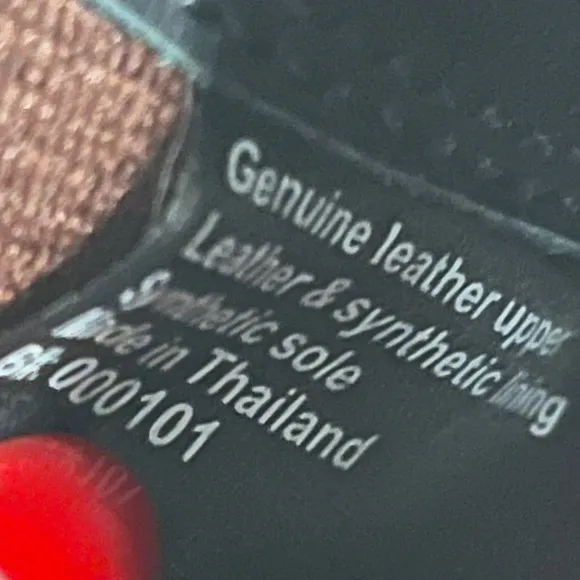 Genuine leather upper
Leather & synthetic lining
Synthetic sole
Made in Thailand
000101